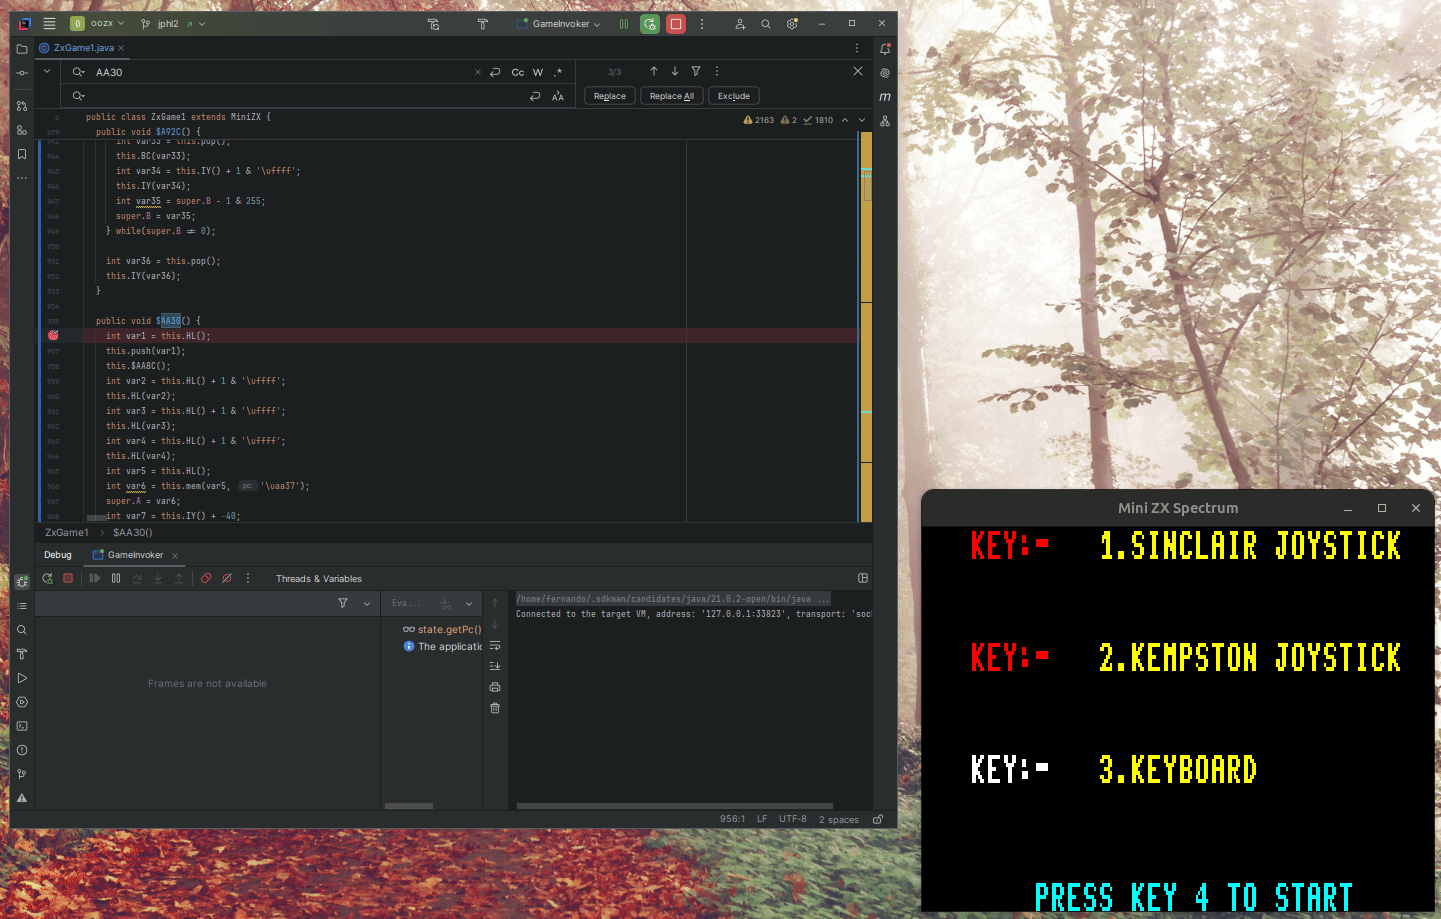 oozx
jphl2
GameInvoker
ZxGame1.java
AA30
Cc W .*
3/3
Replace
Replace All
Exclude
6 public class ZxGame1 extends MiniZX {
679 public void $A92C() {
2163 2 1810
943 int var33 = this.pop();
944 this.BC(var33);
945 int var34 = this.IY() + 1 & '\uffff';
946 this.IY(var34);
947 int var35 = super.B - 1 & 255;
948 super.B = var35;
949 } while(super.B ≠ 0);
950
951 int var36 = this.pop();
952 this.IY(var36);
953 }
954
955 public void $AA30() {
int var1 = this.HL();
957 this.push(var1);
958 this.$AA8C();
959 int var2 = this.HL() + 1 & '\uffff';
960 this.HL(var2);
961 int var3 = this.HL() + 1 & '\uffff';
962 this.HL(var3);
963 int var4 = this.HL() + 1 & '\uffff';
964 this.HL(var4);
965 int var5 = this.HL();
966 int var6 = this.mem(var5, pc: '\uaa37');
967 super.A = var6;
968 int var7 = this.IY() + -40;
ZxGame1 > $AA30()
Debug
GameInvoker
Threads & Variables
Frames are not available
Eva...
state.getPc()
The applicatic
/home/fernando/.sdkman/candidates/java/21.0.2-open/bin/java ...
Connected to the target VM, address: '127.0.0.1:33823', transport: 'soc
956:1 LF UTF-8 2 spaces
Mini ZX Spectrum
KEY:- 1.SINCLAIR JOYSTICK
KEY:- 2.KEMPSTON JOYSTICK
KEY:- 3.KEYBOARD
PRESS KEY 4 TO START